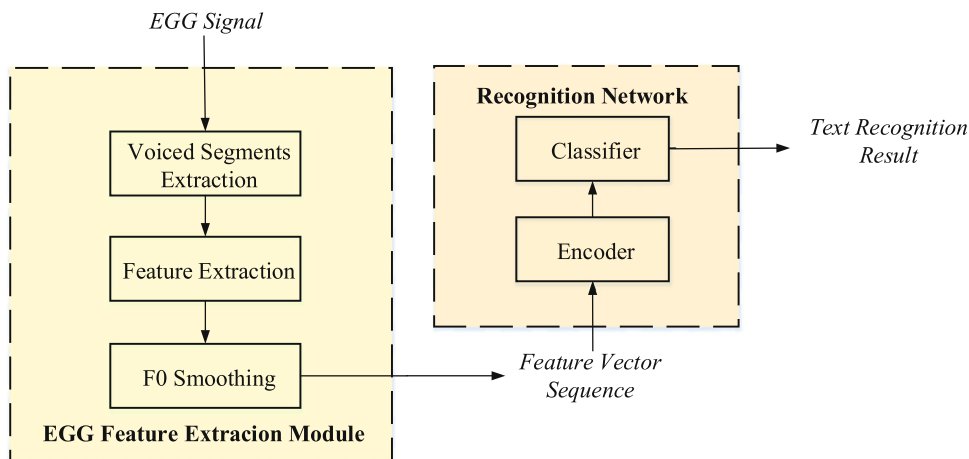 EGG Signal
Voiced Segments
Extraction
Feature Extraction
F0 Smoothing
EGG Feature Extracion Module
Recognition Network
Classifier
Encoder
Feature Vector
Sequence
Text Recognition
Result